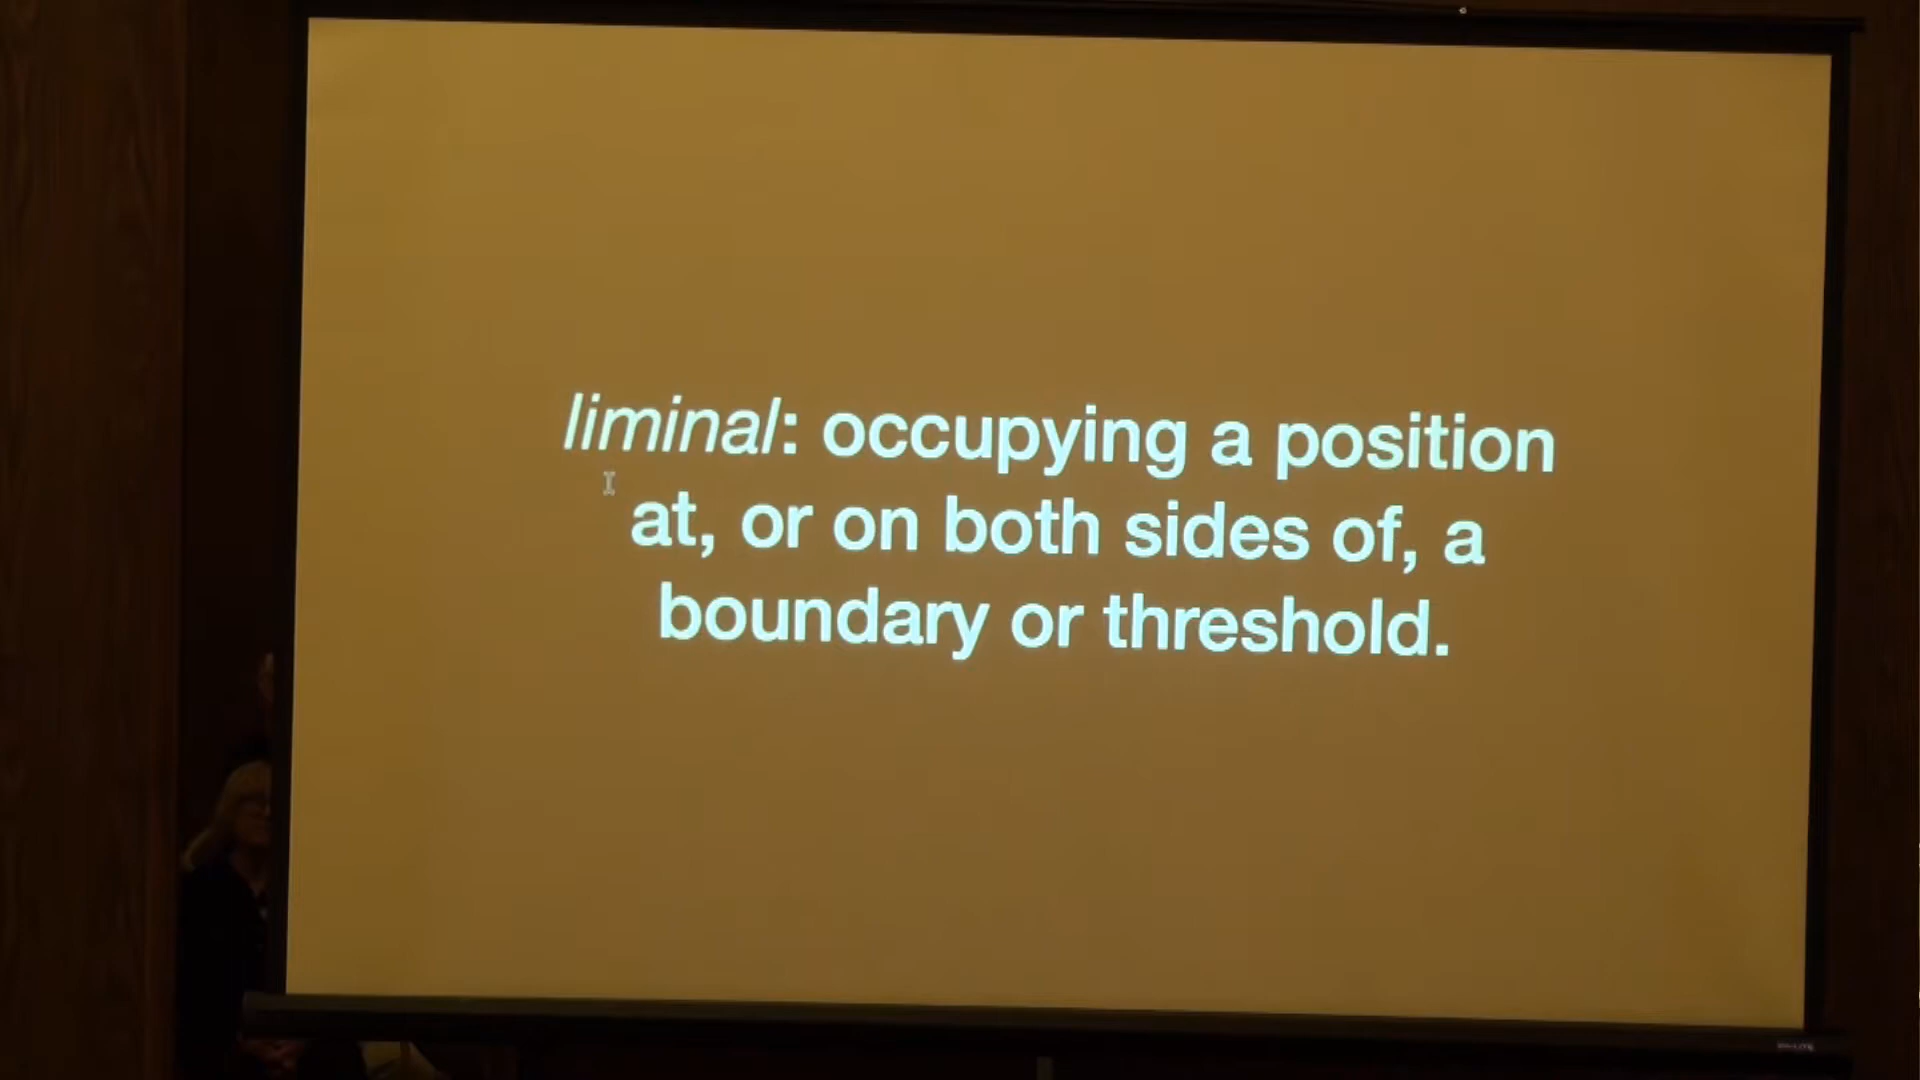 liminal: occupying a position
at, or on both sides of, a
boundary or threshold.